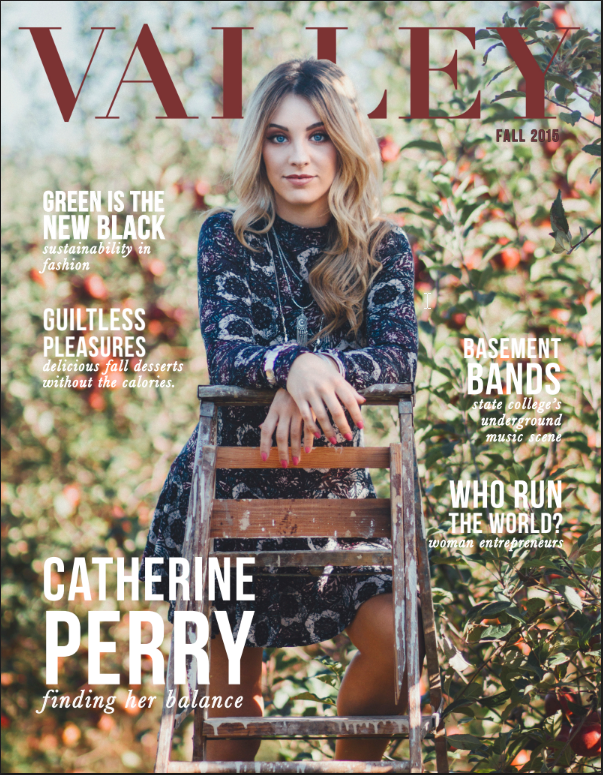 VALLEY
FALL 2015
GREEN IS THE
NEW BLACK
sustainability in
fashion
GUILTLESS
PLEASURES
delicious fall desserts
without the calories.
BASEMENT
BANDS
state college's
underground
music scene
WHO RUN
THE WORLD?
woman entrepreneurs
CATHERINE
PERRY
finding her balance